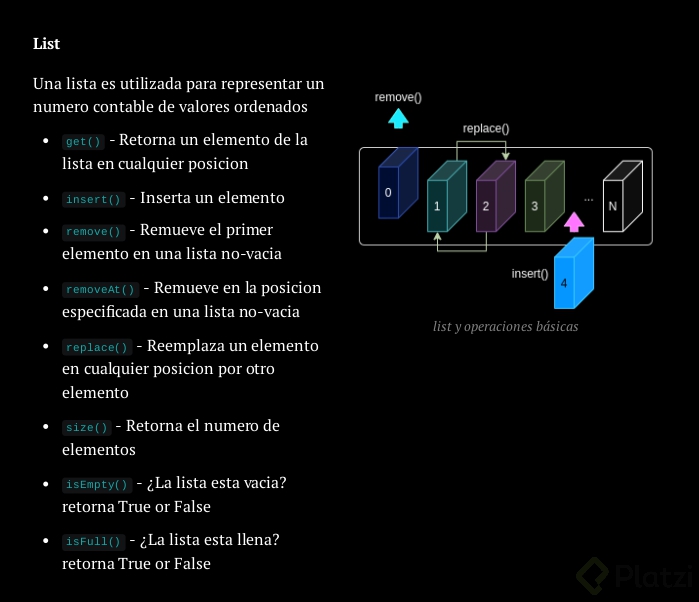 List
Una lista es utilizada para representar un
numero contable de valores ordenados
• get() - Retorna un elemento de la
lista en cualquier posicion
• insert() - Inserta un elemento
• remove() - Remueve el primer
elemento en una lista no-vacia
• removeAt() - Remueve en la posicion
especificada en una lista no-vacia
• replace() - Reemplaza un elemento
en cualquier posicion por otro
elemento
• size() - Retorna el numero de
elementos
• isEmpty() - ¿La lista esta vacia?
retorna True or False
• isFull() - ¿La lista esta llena?
retorna True or False
remove()
replace()
0 1 2 3 ... N
insert() 4
list y operaciones básicas
Platzi